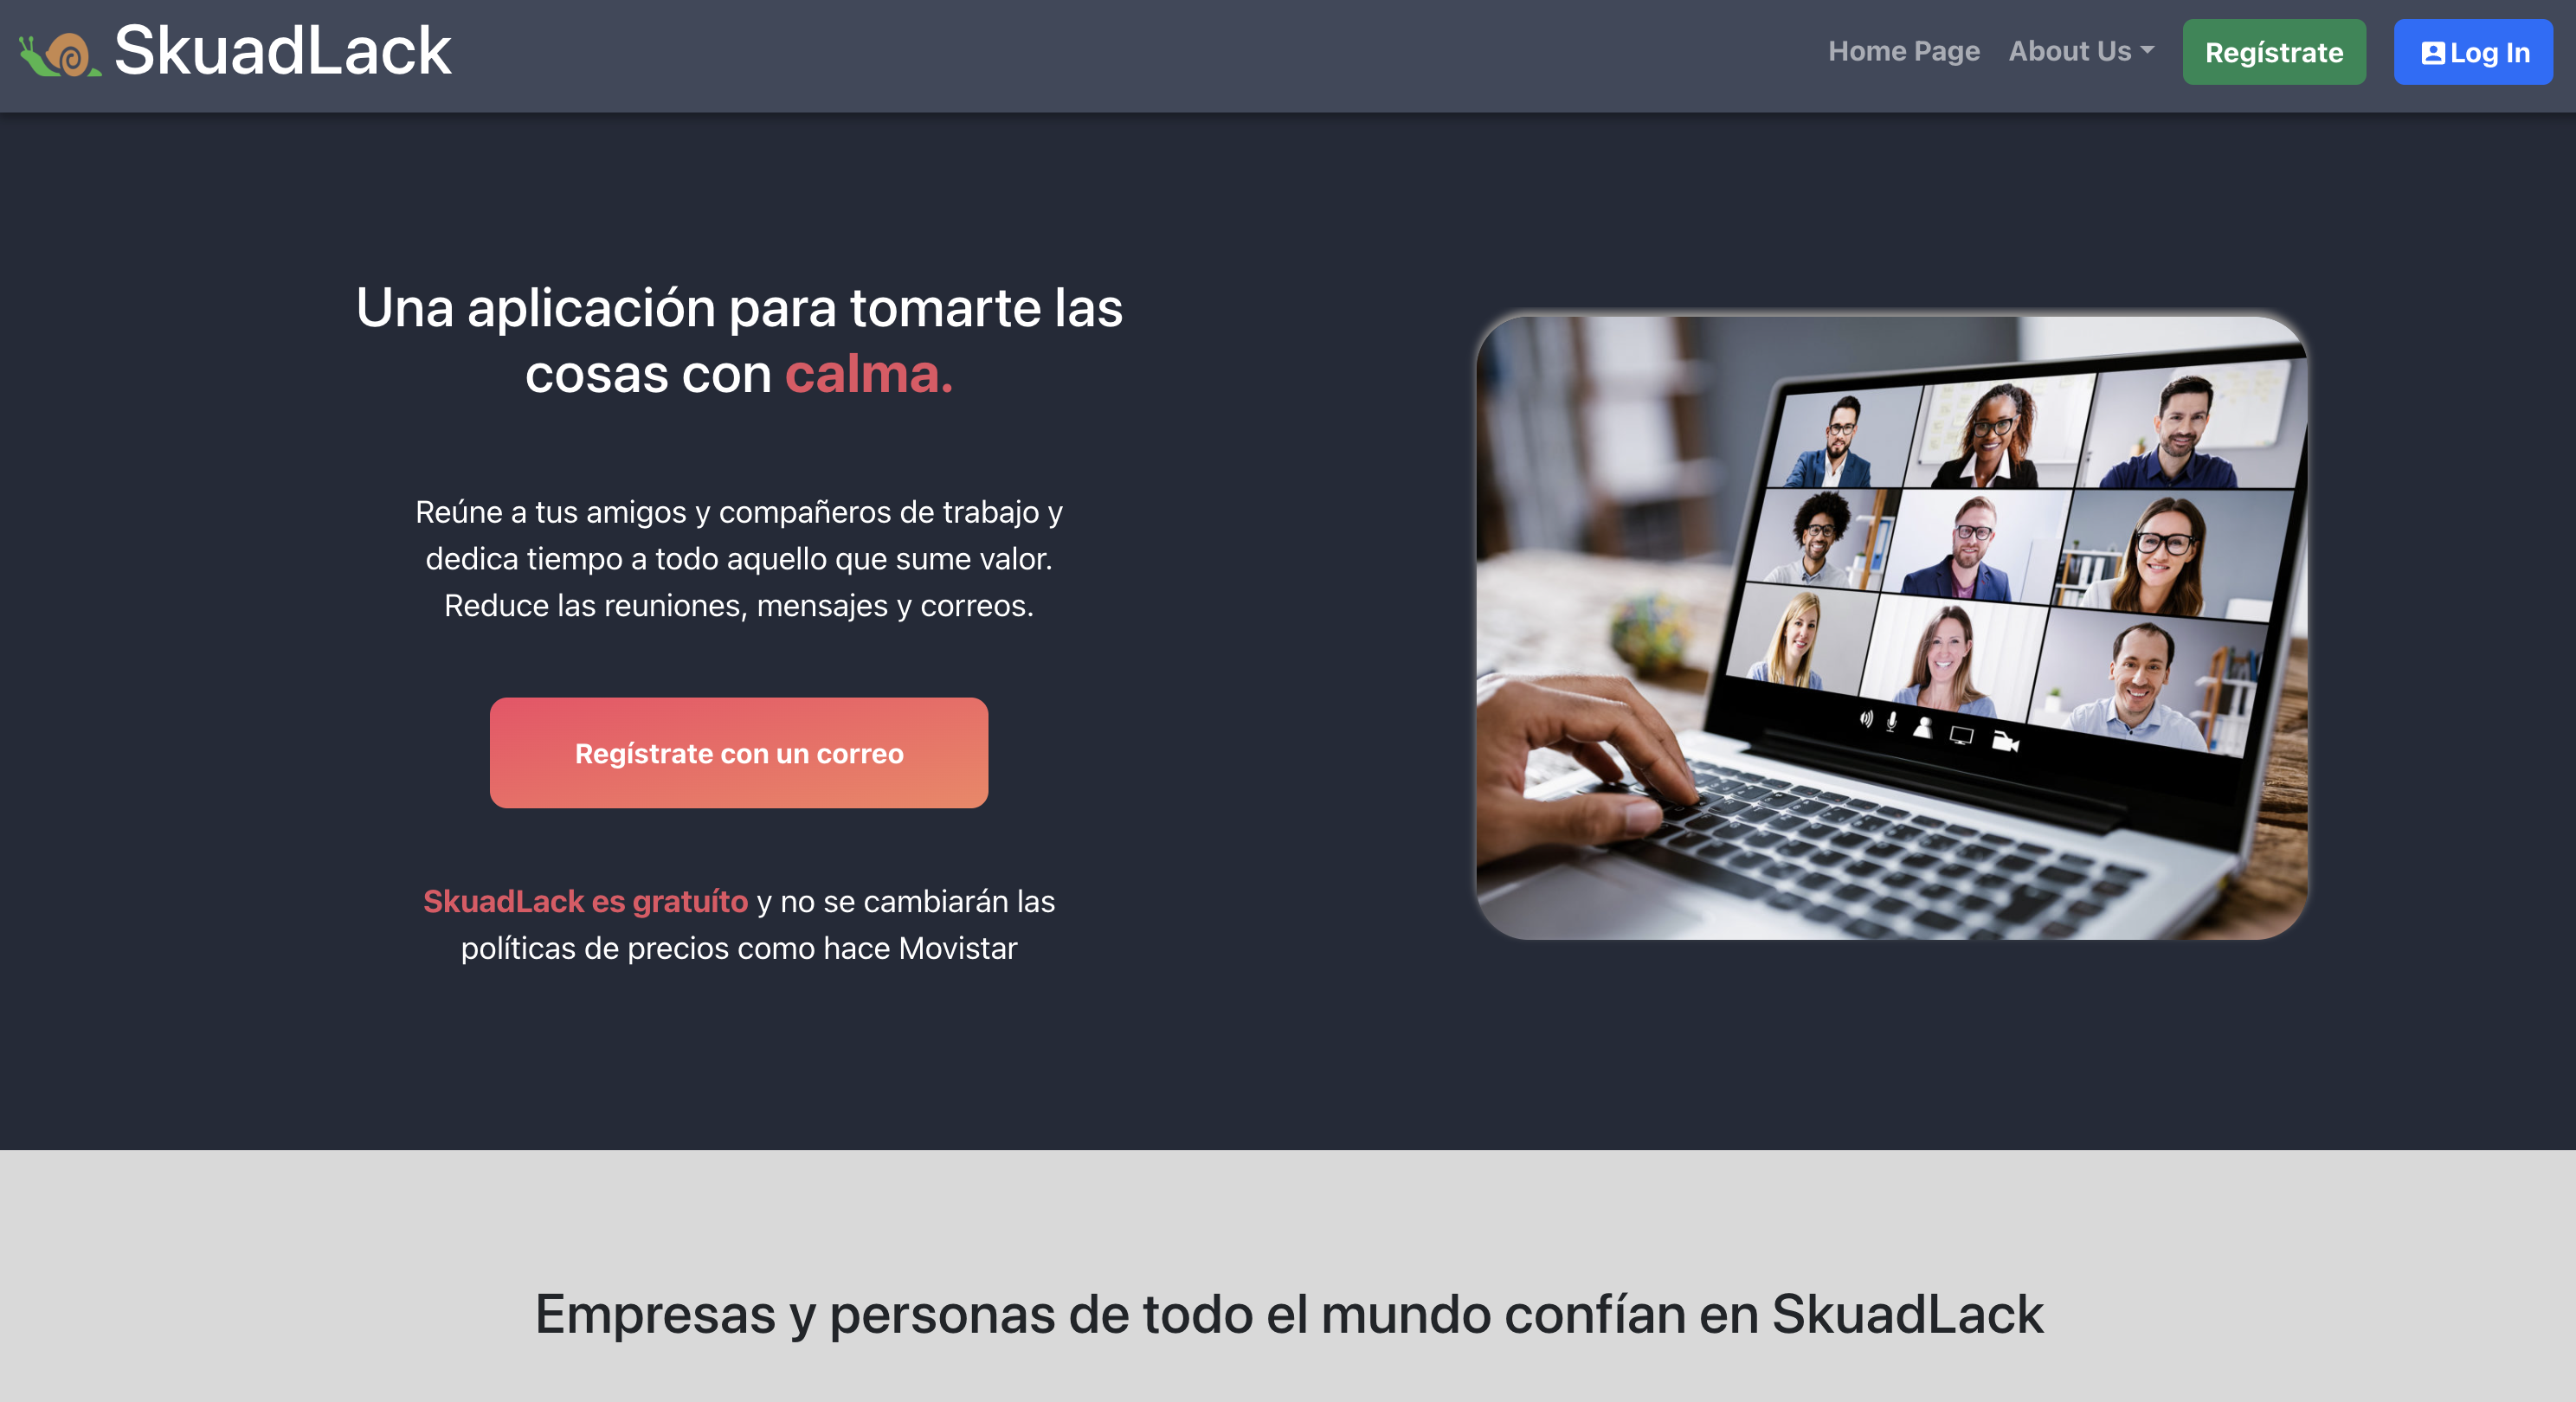 SkuadLack
Home Page
About Us
Regístrate
Log In
Una aplicación para tomarte las
cosas con calma.
Reúne a tus amigos y compañeros de trabajo y
dedica tiempo a todo aquello que sume valor.
Reduce las reuniones, mensajes y correos.
Regístrate con un correo
SkuadLack es gratuíto y no se cambiarán las
políticas de precios como hace Movistar
Empresas y personas de todo el mundo confían en SkuadLack